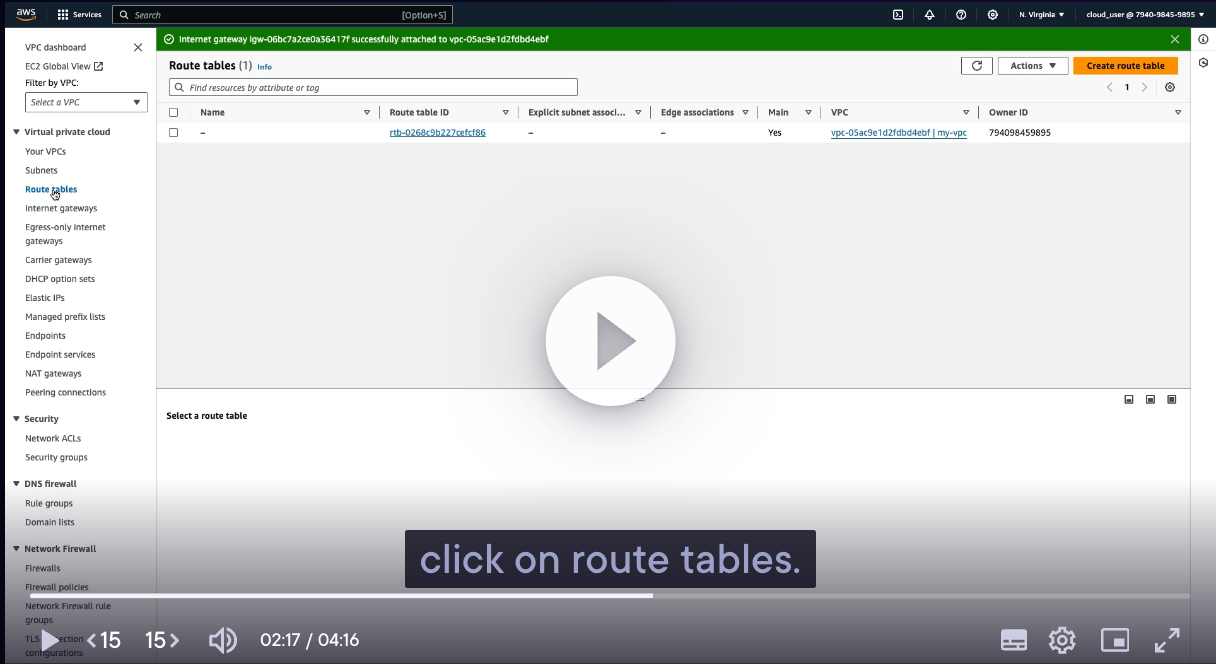 aws Services Search [Option+S] N. Virginia cloud_user @ 7940-9845-9895
VPC dashboard
EC2 Global View
Filter by VPC:
Select a VPC
Virtual private cloud
Your VPCs
Subnets
Route tables
Internet gateways
Egress-only internet
gateways
Carrier gateways
DHCP option sets
Elastic IPs
Managed prefix lists
Endpoints
Endpoint services
NAT gateways
Peering connections
Security
Network ACLs
Security groups
DNS firewall
Rule groups
Domain lists
Network Firewall
Firewalls
Firewall policies
Network Firewall rule
groups
configurations
Internet gateway igw-06bc7a2ce0a36417f successfully attached to vpc-05ac9e1d2fdbd4ebf
Route tables (1) Info
Actions
Create route table
Find resources by attribute or tag
1
Name Route table ID Explicit subnet associ... Edge associations Main VPC Owner ID
– rtb-0268c9b227cefcf86 – – Yes vpc-05ac9e1d2fdbd4ebf | my-vpc 794098459895
Select a route table
click on route tables.
15 15 02:17 / 04:16